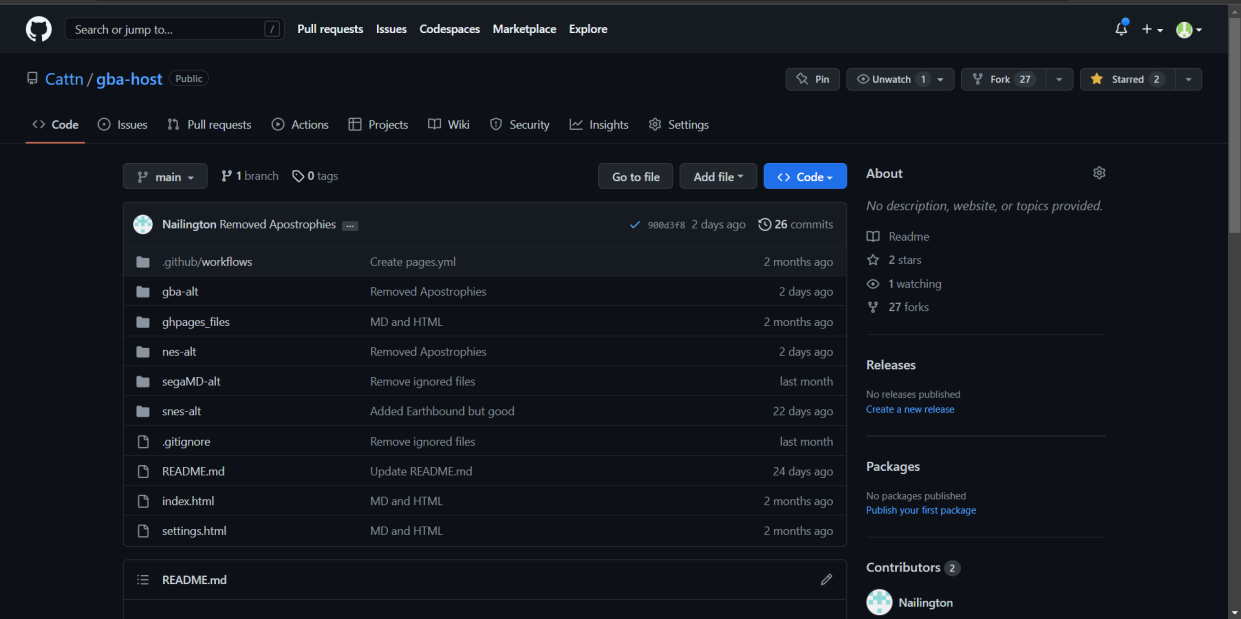 Search or jump to... /
Pull requests Issues Codespaces Marketplace Explore
Cattn / gba-host Public
Pin Unwatch 1 Fork 27 Starred 2
Code Issues Pull requests Actions Projects Wiki Security Insights Settings
main 1 branch 0 tags Go to file Add file Code
Nailington Removed Apostrophies ... 900d3f8 2 days ago 26 commits
.github/workflows Create pages.yml 2 months ago
gba-alt Removed Apostrophies 2 days ago
ghpages_files MD and HTML 2 months ago
nes-alt Removed Apostrophies 2 days ago
segaMD-alt Remove ignored files last month
snes-alt Added Earthbound but good 22 days ago
.gitignore Remove ignored files last month
README.md Update README.md 24 days ago
index.html MD and HTML 2 months ago
settings.html MD and HTML 2 months ago
README.md
About
No description, website, or topics provided.
Readme
2 stars
1 watching
27 forks
Releases
No releases published
Create a new release
Packages
No packages published
Publish your first package
Contributors 2
Nailington